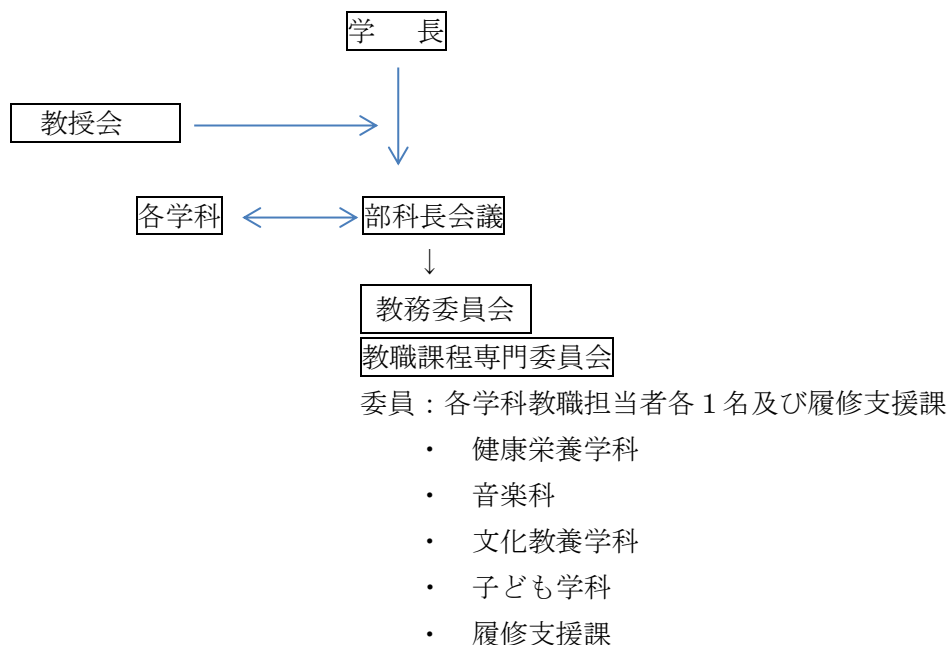 学　長
教授会
各学科
部科長会議
↓
教務委員会
教職課程専門委員会
委員：各学科教職担当者各１名及び履修支援課
・　健康栄養学科
・　音楽科
・　文化教養学科
・　子ども学科
・　履修支援課